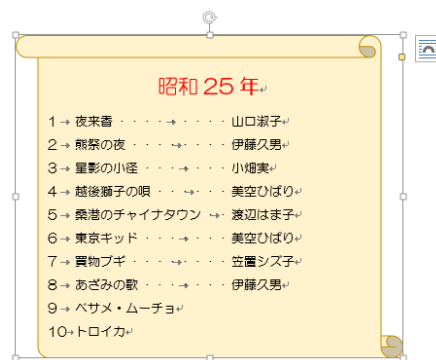 昭和 25 年
1 夜来香 ・・・・ ・・・・ 山口淑子
2 熊祭の夜 ・・・ ・・・ 伊藤久男
3 星影の小径 ・・・ ・・・ 小畑実
4 越後獅子の唄 ・・ ・・ 美空ひばり
5 桑港のチャイナタウン ・ 渡辺はま子
6 東京キッド ・・・ ・・・ 美空ひばり
7 買物ブギ ・・・ ・・・ 笠置シズ子
8 あざみの歌 ・・・ ・・・ 伊藤久男
9 ベサメ・ムーチョ
10 トロイカ